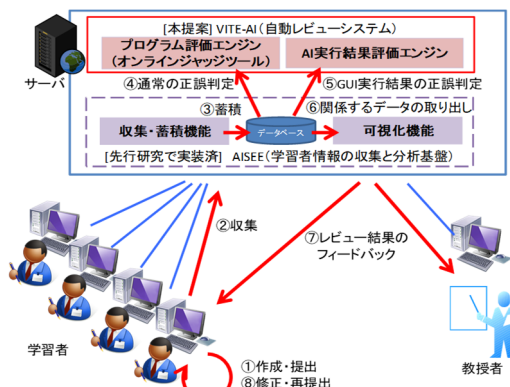 [本提案] VITE-AI(自動レビューシステム)
プログラム評価エンジン
(オンラインジャッジツール)
AI実行結果評価エンジン
サーバ
④通常の正誤判定
⑤GUI実行結果の正誤判定
③蓄積
⑥関係するデータの取り出し
収集・蓄積機能
データベース
可視化機能
[先行研究で実装済] AISEE(学習者情報の収集と分析基盤)
②収集
⑦レビュー結果の
フィードバック
学習者
教授者
①作成・提出
⑧修正・再提出